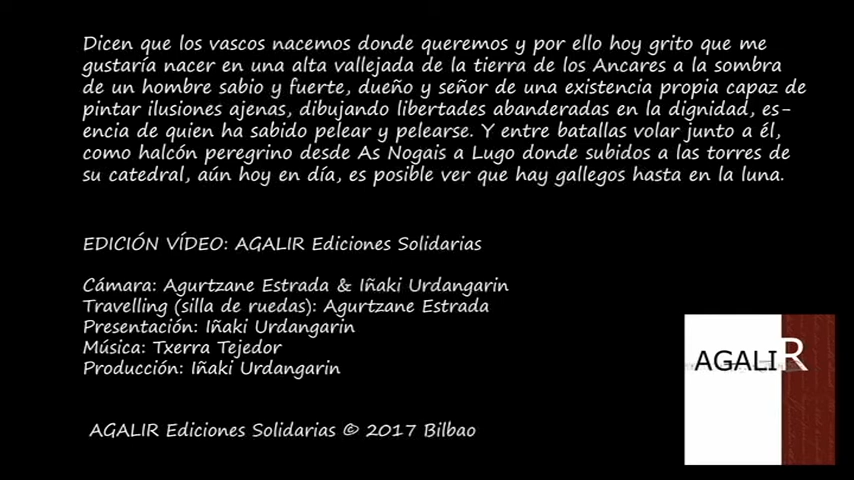 Dicen que los vascos nacemos donde queremos y por ello hoy grito que me
gustaría nacer en una alta vallejada de la tierra de los Ancares a la sombra
de un hombre sabio y fuerte, dueño y señor de una existencia propia capaz de
pintar ilusiones ajenas, dibujando libertades abanderadas en la dignidad, es-
encia de quien ha sabido pelear y pelearse. Y entre batallas volar junto a él,
como halcón peregrino desde As Nogais a Lugo donde subidos a las torres de
su catedral, aún hoy en día, es posible ver que hay gallegos hasta en la luna.
EDICIÓN VÍDEO: AGALIR Ediciones Solidarias
Cámara: Agurtzane Estrada & Iñaki Urdangarin
Travelling (silla de ruedas): Agurtzane Estrada
Presentación: Iñaki Urdangarin
Música: Txerra Tejedor
Producción: Iñaki Urdangarin
AGALIR Ediciones Solidarias © 2017 Bilbao
AGALIR